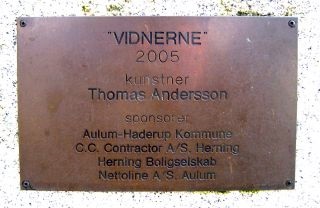 "VIDNERNE"
2005
kunstner
Thomas Andersson
sponsorer
Aulum-Haderup Kommune
C.C. Contractor A/S. Herning
Herning Boligselskab
Nettoline A/S. Aulum